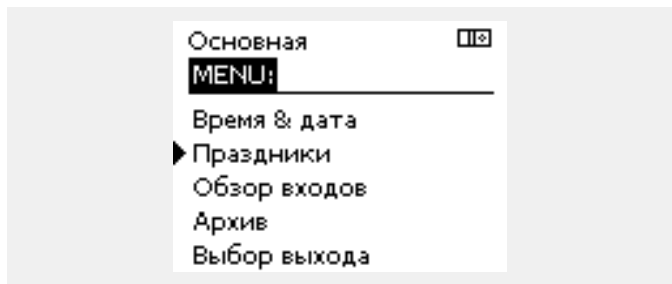 Основная
MENU:
Время & дата
Праздники
Обзор входов
Архив
Выбор выхода